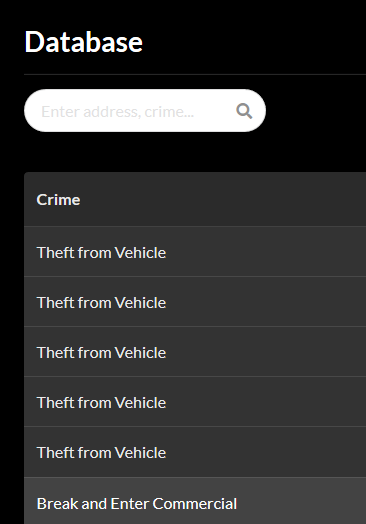 Database
Enter address, crime...
Crime
Theft from Vehicle
Theft from Vehicle
Theft from Vehicle
Theft from Vehicle
Theft from Vehicle
Break and Enter Commercial